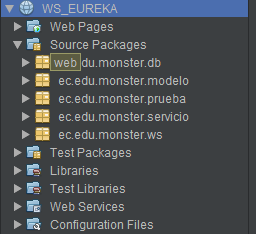 WS_EUREKA
Web Pages
Source Packages
web du.monster.db
ec.edu.monster.modelo
ec.edu.monster.prueba
ec.edu.monster.servicio
ec.edu.monster.ws
Test Packages
Libraries
Test Libraries
Web Services
Configuration Files